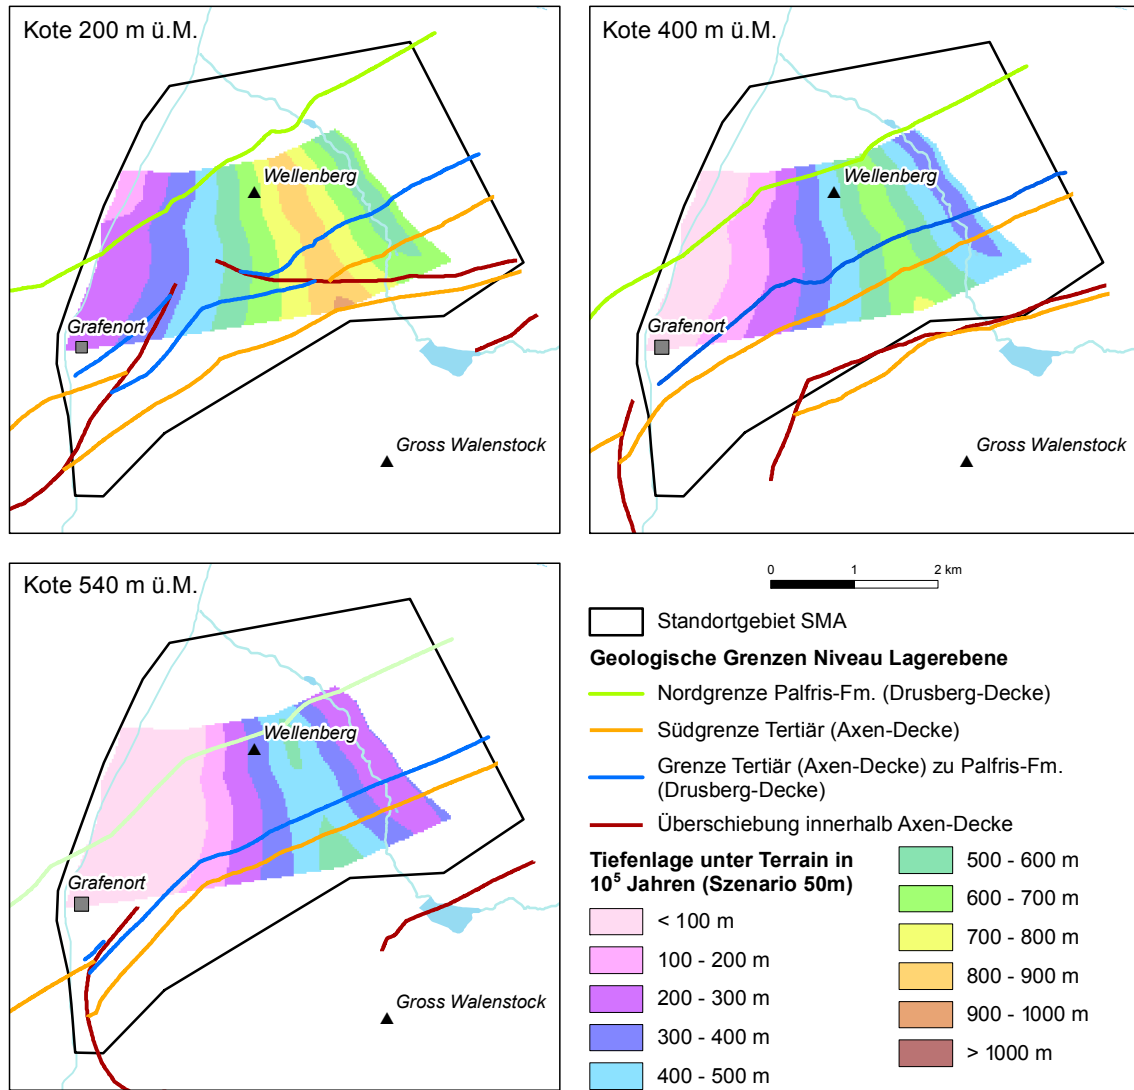 Kote 200 m ü.M.
Wellenberg
Grafenort
Gross Walenstock
Kote 400 m ü.M.
Wellenberg
Grafenort
Gross Walenstock
Kote 540 m ü.M.
Wellenberg
Grafenort
Gross Walenstock
0 1 2 km
Standortgebiet SMA
Geologische Grenzen Niveau Lagerebene
Nordgrenze Palfris-Fm. (Drusberg-Decke)
Südgrenze Tertiär (Axen-Decke)
Grenze Tertiär (Axen-Decke) zu Palfris-Fm.
(Drusberg-Decke)
Überschiebung innerhalb Axen-Decke
Tiefenlage unter Terrain in
10⁵ Jahren (Szenario 50m)
< 100 m
100 - 200 m
200 - 300 m
300 - 400 m
400 - 500 m
500 - 600 m
600 - 700 m
700 - 800 m
800 - 900 m
900 - 1000 m
> 1000 m